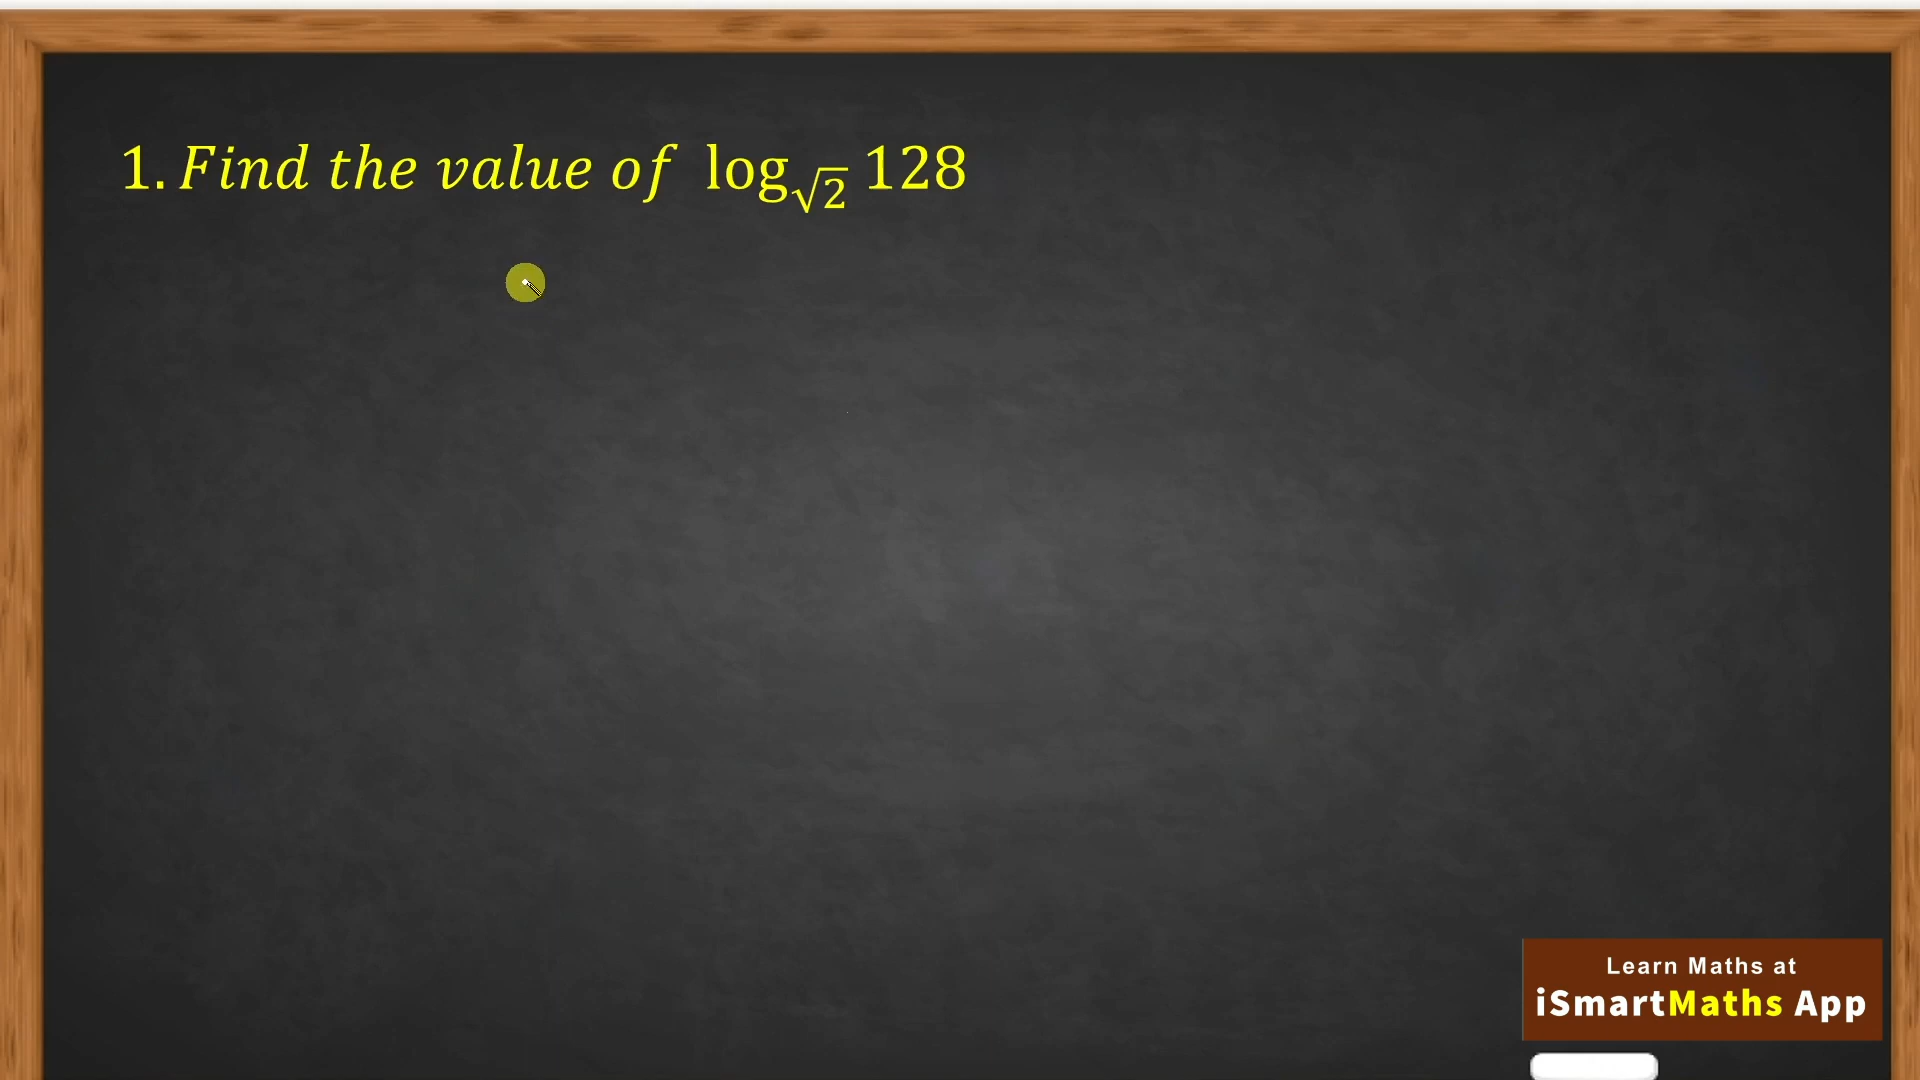 1. Find the value of log√2 128
Learn Maths at
iSmartMaths App